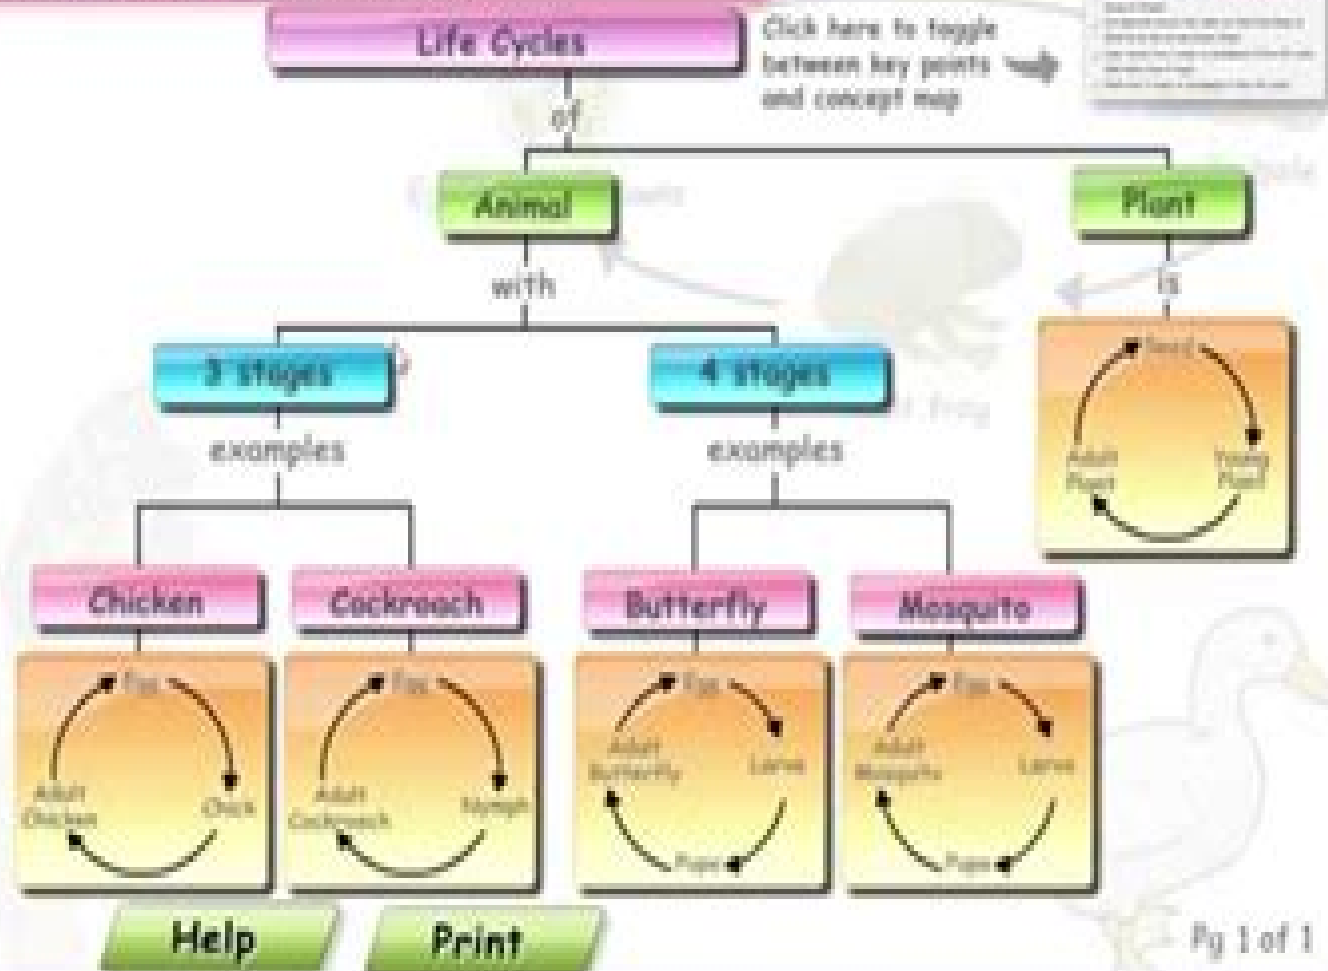 Life Cycles
Click here to toggle
between key points
and concept map
of
Animal
Plant
with
is
3 stages
4 stages
Seed
Adult
Plant
Young
Plant
examples
examples
Chicken
Cockroach
Butterfly
Mosquito
Egg
Chick
Adult
Chicken
Egg
Nymph
Adult
Cockroach
Egg
Larva
Pupa
Adult
Butterfly
Egg
Larva
Pupa
Adult
Mosquito
Help
Print
Pg 1 of 1